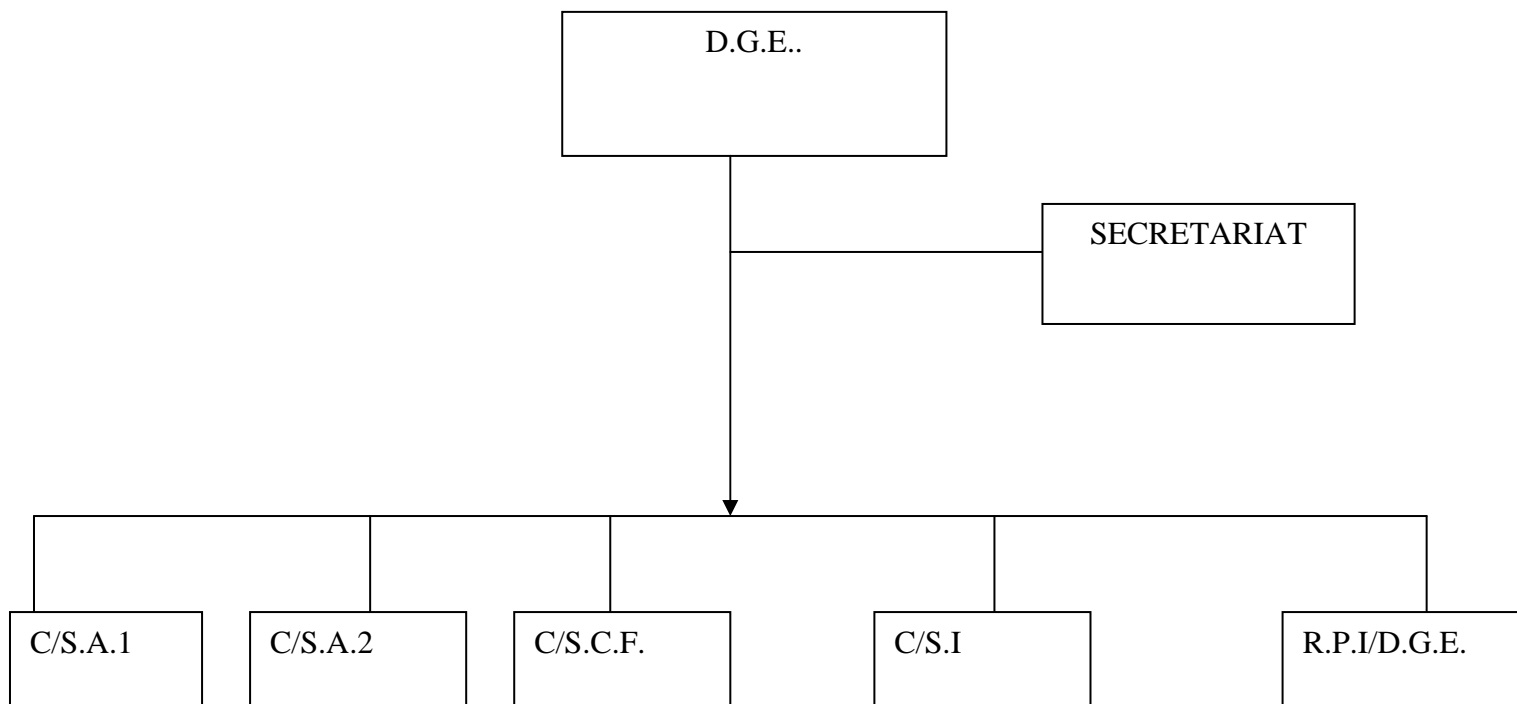 D.G.E..
SECRETARIAT
C/S.A.1
C/S.A.2
C/S.C.F.
C/S.I
R.P.I/D.G.E.